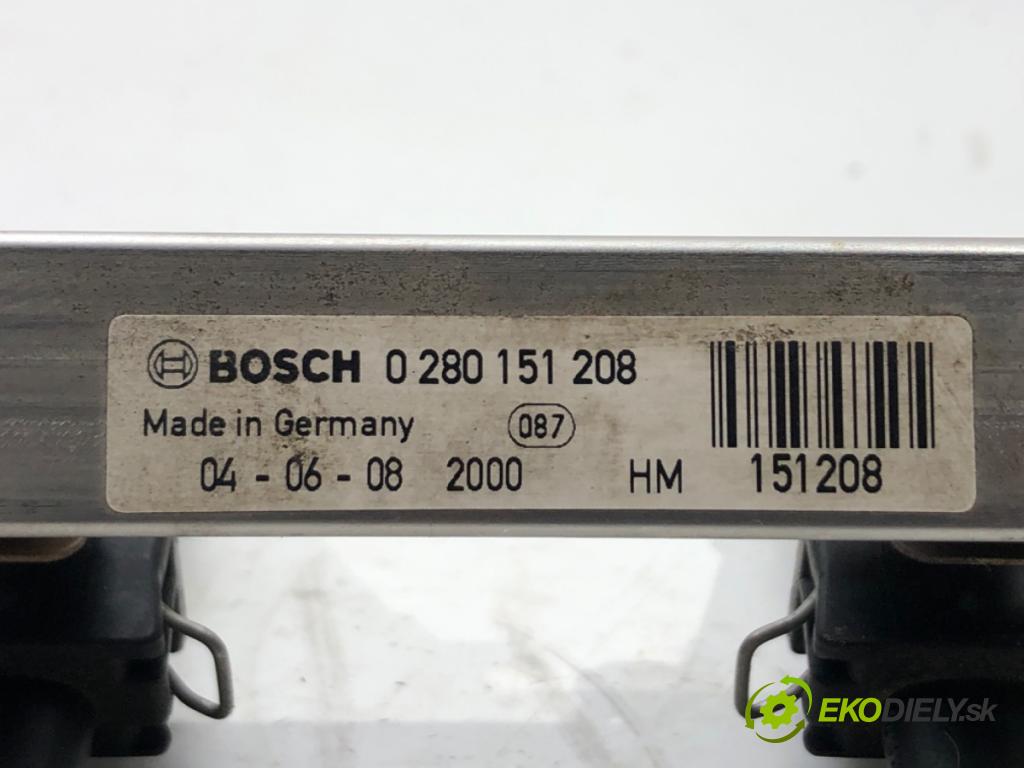 BOSCH 0 280 151 208
Made in Germany 087
04 - 06 - 08 2000 HM 151208
EKODIELY.sk